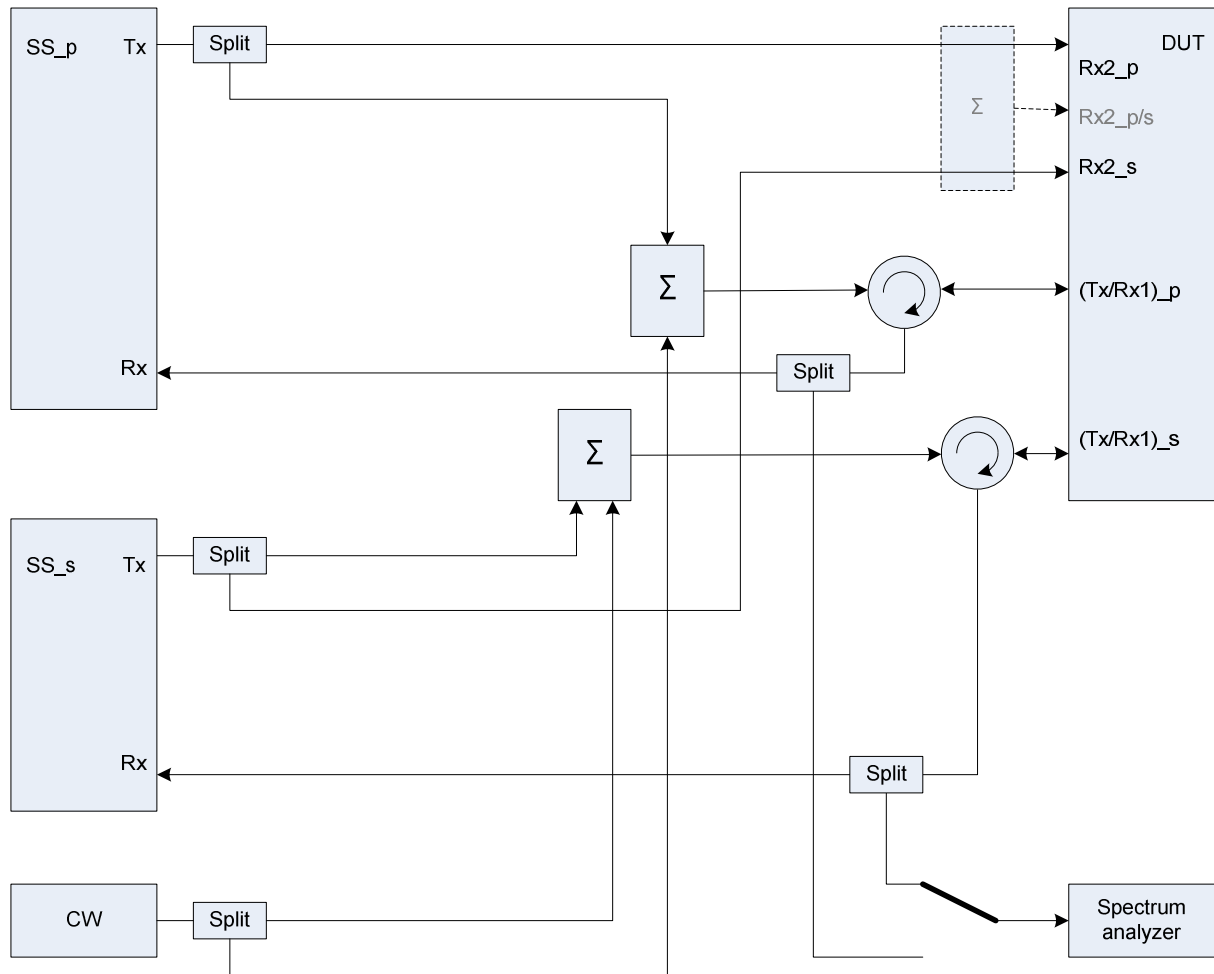 SS_p
Tx
Split
DUT
Rx2_p
Σ
Rx2_p/s
Rx2_s
Σ
(Tx/Rx1)_p
Rx
Split
Σ
(Tx/Rx1)_s
SS_s
Tx
Split
Rx
Split
CW
Split
Spectrum
analyzer